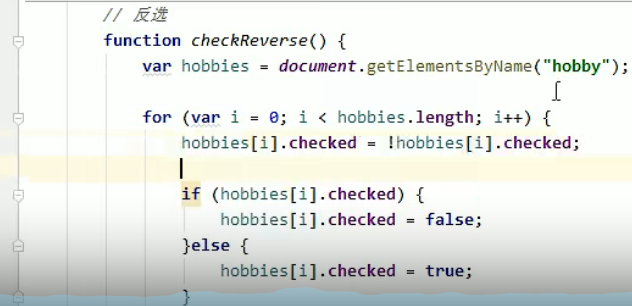 // 反选
function checkReverse() {
var hobbies = document.getElementsByName("hobby");
for (var i = 0; i < hobbies.length; i++) {
hobbies[i].checked = !hobbies[i].checked;
if (hobbies[i].checked) {
hobbies[i].checked = false;
}else {
hobbies[i].checked = true;
}